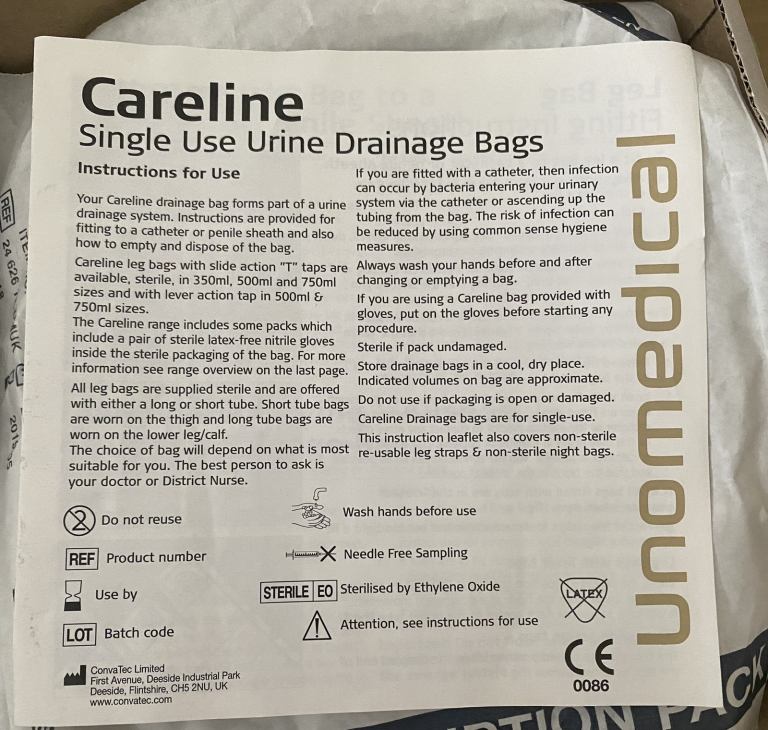 Careline
Single Use Urine Drainage Bags
Instructions for Use
Your Careline drainage bag forms part of a urine
drainage system. Instructions are provided for
fitting to a catheter or penile sheath and also
how to empty and dispose of the bag.
Careline leg bags with slide action "T" taps are
available, sterile, in 350ml, 500ml and 750ml
sizes and with lever action tap in 500ml &
750ml sizes.
The Careline range includes some packs which
include a pair of sterile latex-free nitrile gloves
inside the sterile packaging of the bag. For more
information see range overview on the last page.
All leg bags are supplied sterile and are offered
with either a long or short tube. Short tube bags
are worn on the thigh and long tube bags are
worn on the lower leg/calf.
The choice of bag will depend on what is most
suitable for you. The best person to ask is
your doctor or District Nurse.
If you are fitted with a catheter, then infection
can occur by bacteria entering your urinary
system via the catheter or ascending up the
tubing from the bag. The risk of infection can
be reduced by using common sense hygiene
measures.
Always wash your hands before and after
changing or emptying a bag.
If you are using a Careline bag provided with
gloves, put on the gloves before starting any
procedure.
Sterile if pack undamaged.
Store drainage bags in a cool, dry place.
Indicated volumes on bag are approximate.
Do not use if packaging is open or damaged.
Careline Drainage bags are for single-use.
This instruction leaflet also covers non-sterile
re-usable leg straps & non-sterile night bags.
unomedical
2 Do not reuse
REF Product number
Use by
LOT Batch code
Wash hands before use
Needle Free Sampling
STERILE EO Sterilised by Ethylene Oxide
Attention, see instructions for use
LATEX
CE
0086
ConvaTec Limited
First Avenue, Deeside Industrial Park
Deeside, Flintshire, CH5 2NU, UK
www.convatec.com
REF
24 626
PACK